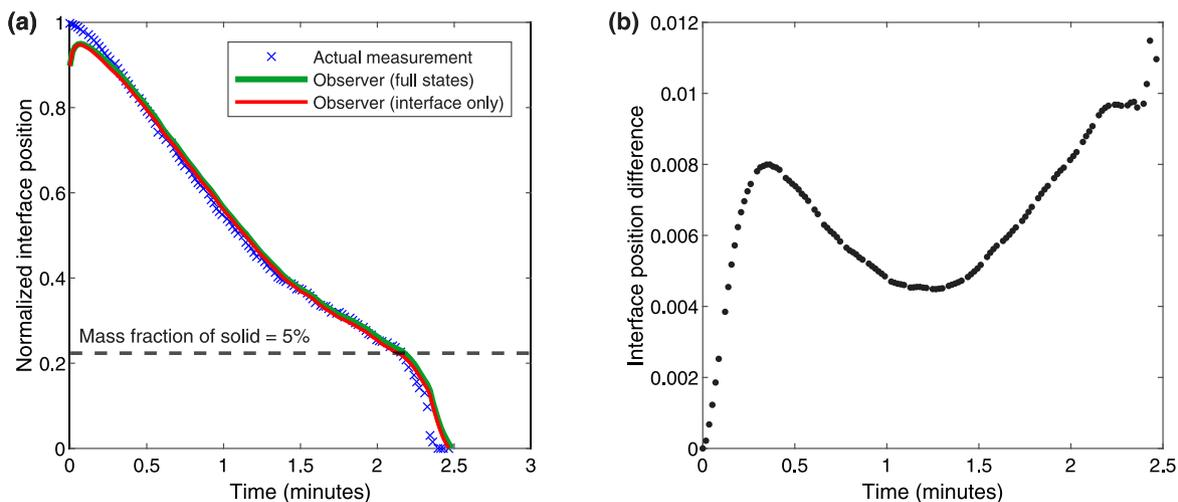 (a)
Normalized interface position
1
0.8
0.6
0.4
0.2
0
Actual measurement
Observer (full states)
Observer (interface only)
Mass fraction of solid = 5%
0 0.5 1 1.5 2 2.5 3
Time (minutes)
(b)
Interface position difference
0.012
0.01
0.008
0.006
0.004
0.002
0
0 0.5 1 1.5 2 2.5
Time (minutes)